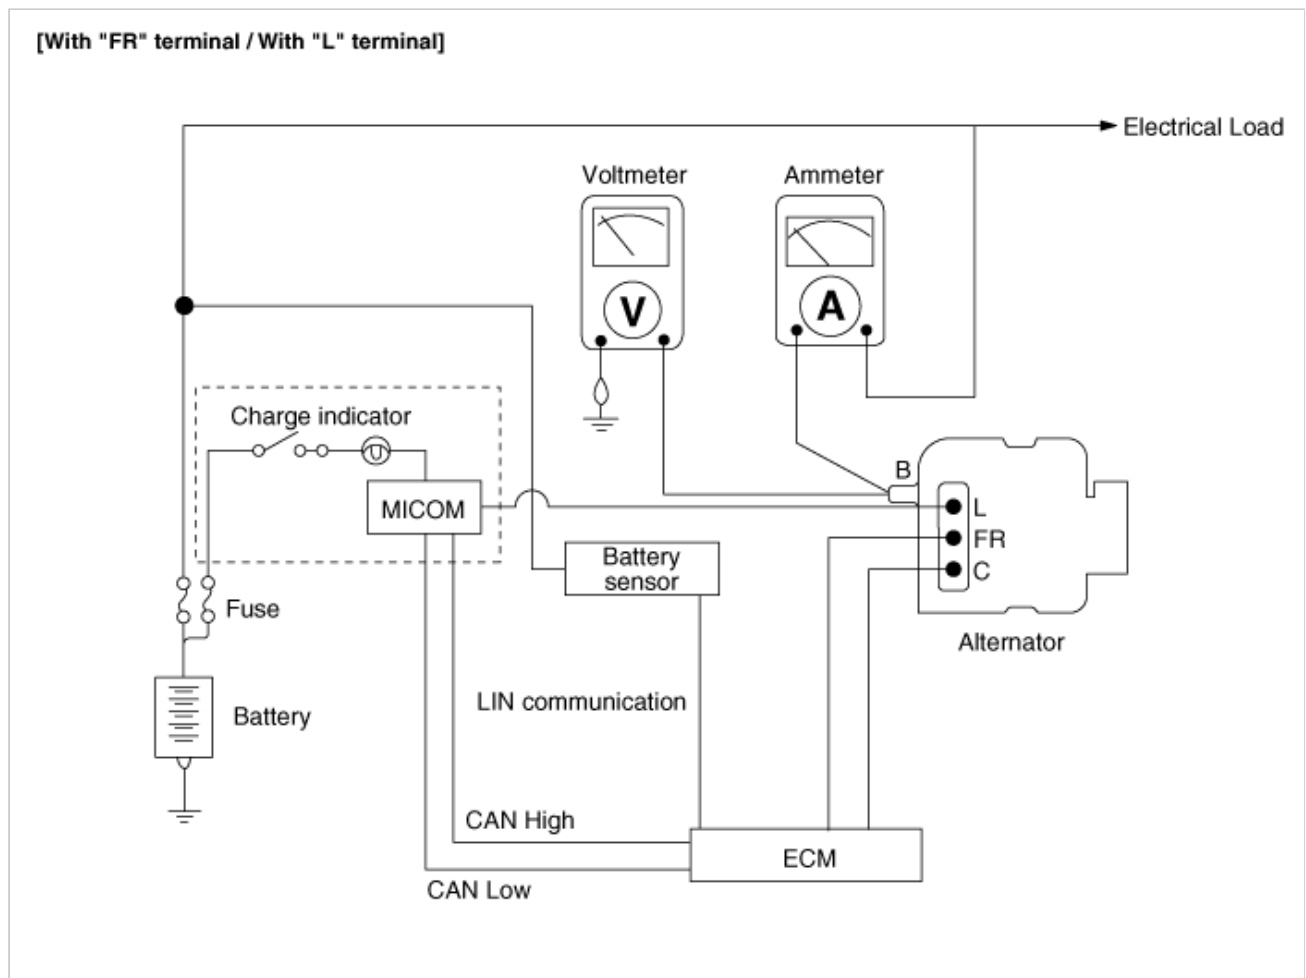 [With "FR" terminal / With "L" terminal]
Electrical Load
Voltmeter
Ammeter
V
A
Charge indicator
B
MICOM
L
FR
C
Battery
sensor
Fuse
Alternator
LIN communication
Battery
CAN High
ECM
CAN Low